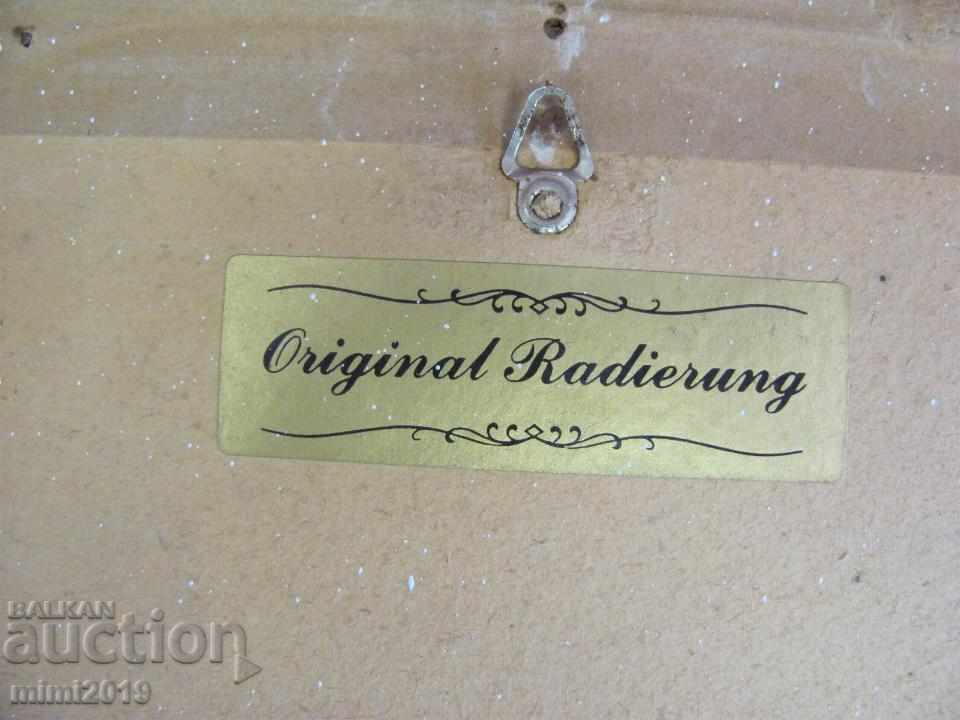 Original Radierung
BALKAN
auction
mimi2019